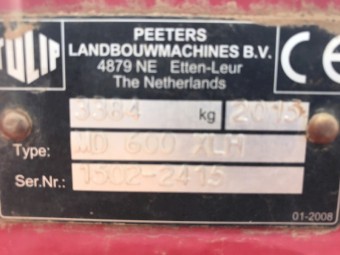 TULIP
PEETERS
LANDBOUWMACHINES B.V.
4879 NE Etten-Leur
The Netherlands
CE
3384 kg 2015
Type: MD 600 XLH
Ser.Nr.: 1502-2415
01-2008